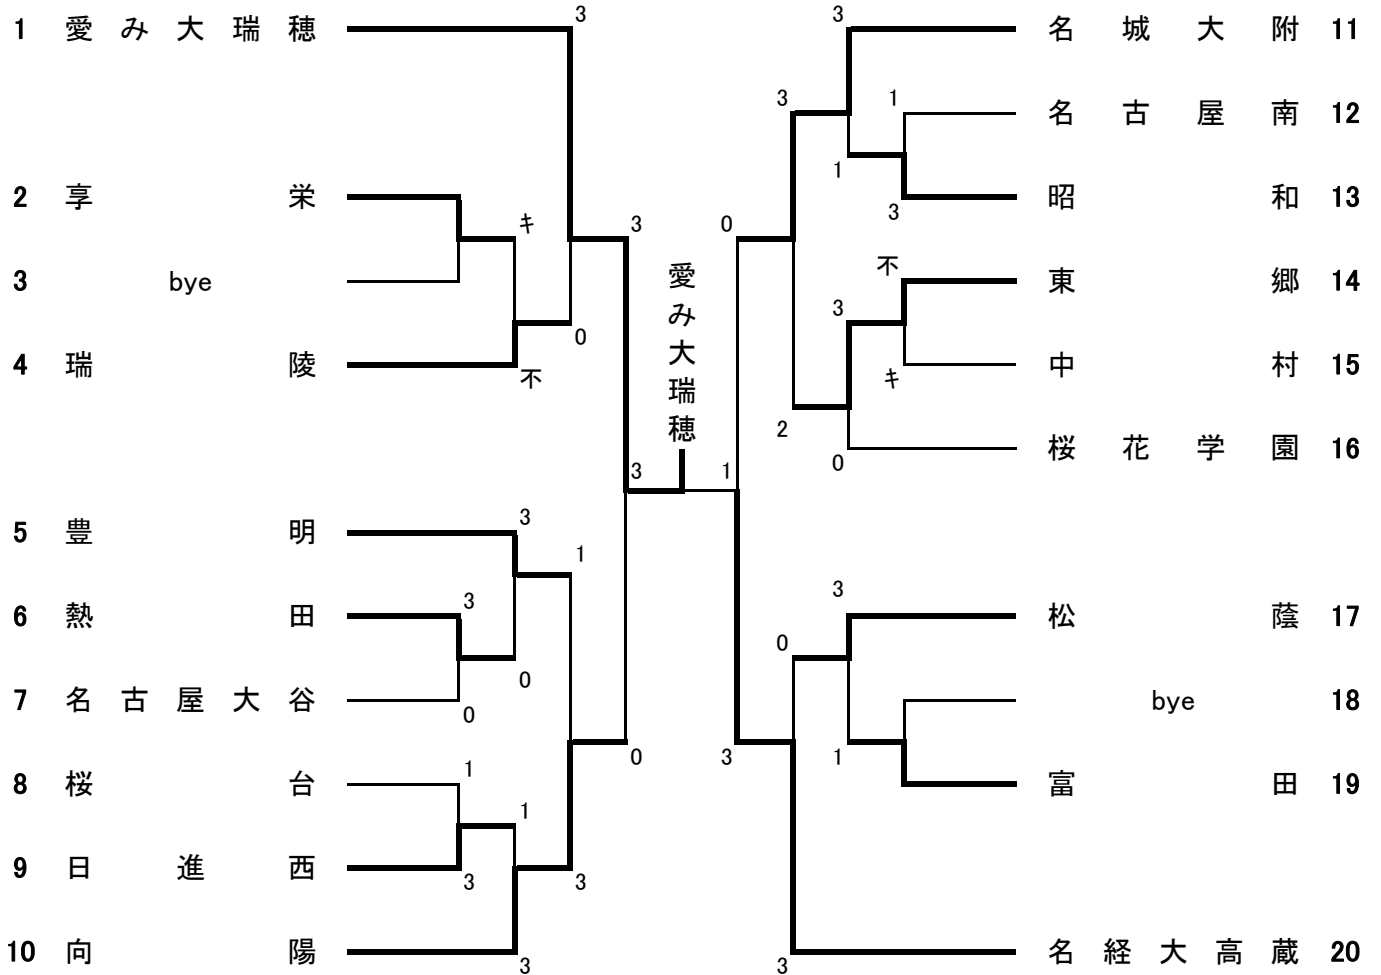 1 愛み大瑞穂 3 3 名城大附 11
3 1 名古屋南 12
1
2 享栄 昭和 13
3
キ 3 0
不
3 bye 愛み大瑞穂 東郷 14
3
0
4 瑞陵 中村 15
不 キ
2
桜花学園 16
0
3 1
3
5 豊明
1
3 3
6 熱田 松蔭 17
0
0
7 名古屋大谷 bye 18
0
0 3 1
1
8 桜台 富田 19
1
9 日進西
3 3
10 向陽 名経大高蔵 20
3 3